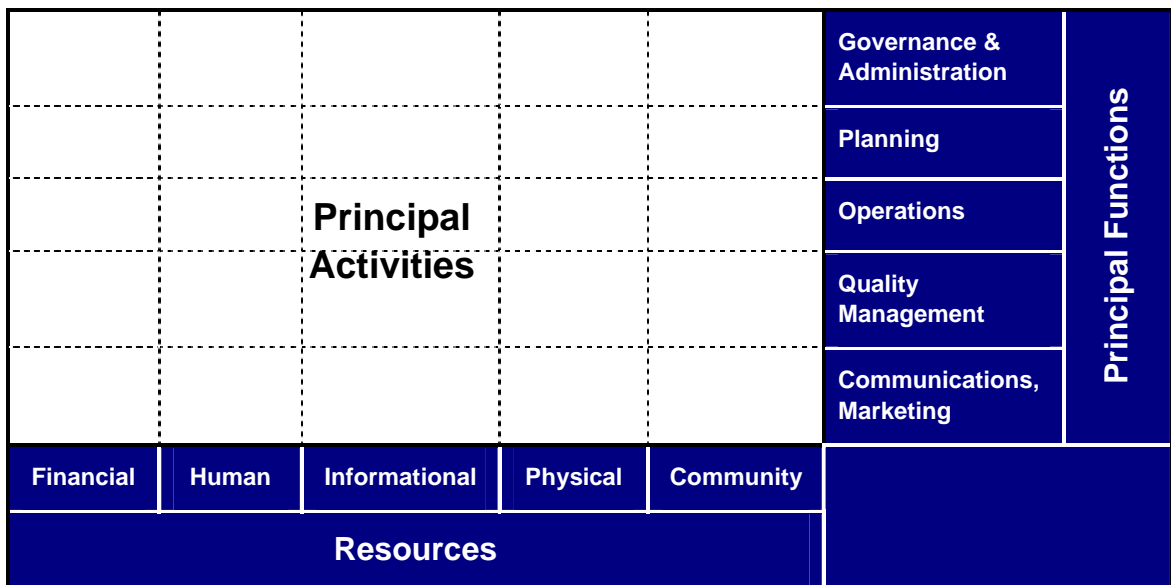 Governance &
Administration
Planning
Principal
Activities
Operations
Quality
Management
Communications,
Marketing
Principal Functions
Financial
Human
Informational
Physical
Community
Resources